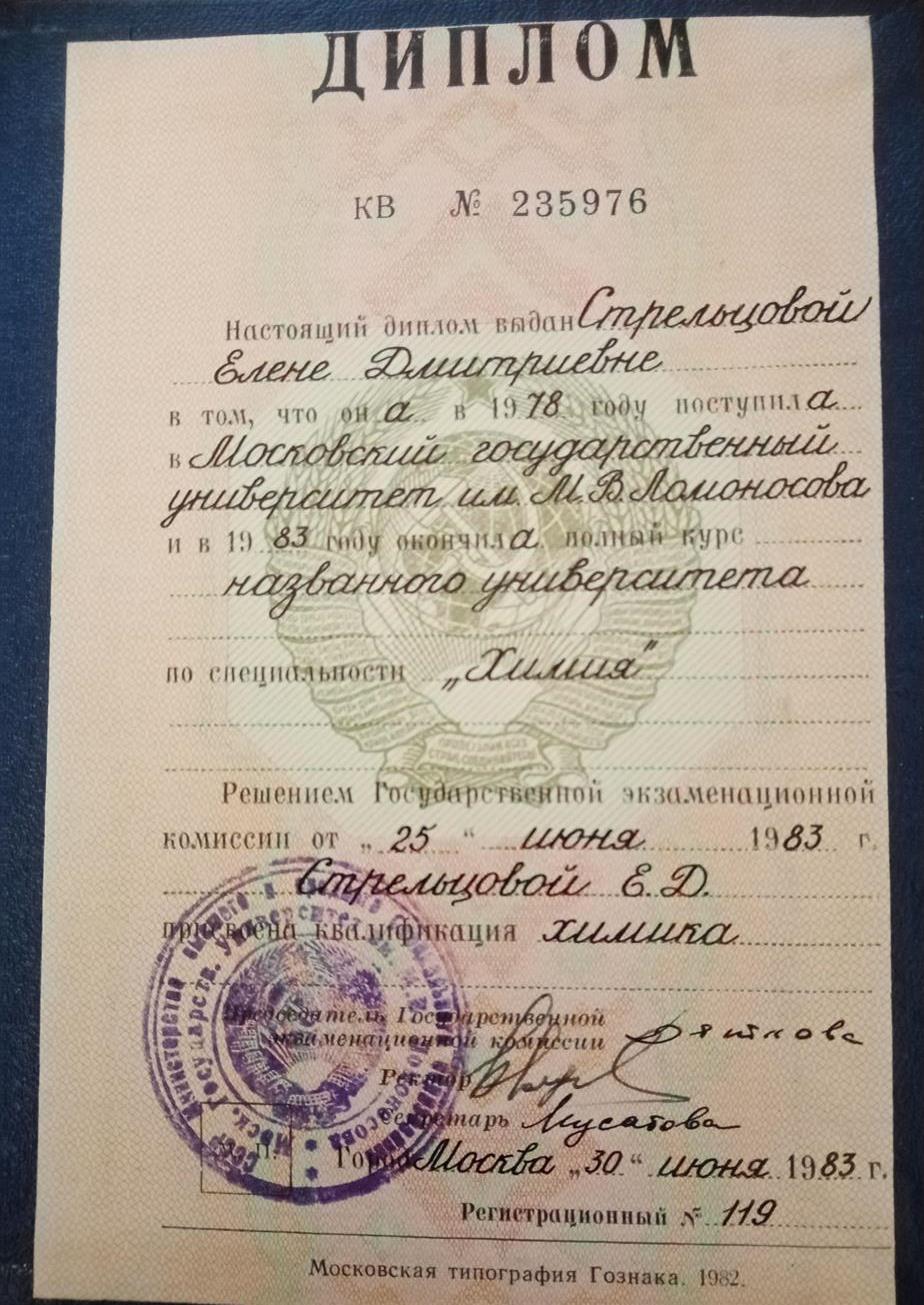 ДИПЛОМ
КВ № 235976
Настоящий диплом выдан Стрельцовой
Елене Дмитриевне
в том, что он а в 1978 году поступила
в Московский государственный
университет им. М.В. Ломоносова
и в 1983 году окончила полный курс
названного университета
по специальности „Химия"
Решением Государственной экзаменационной
комиссии от „ 25 " июня 1983 г.
Стрельцовой Е.Д.
присвоена квалификация химика
Председатель Государственной
экзаменационной комиссии
Ректор
Секретарь Мусатова
Город Москва „30" июня 1983 г.
Регистрационный № 119
Московская типография Гознака. 1982.